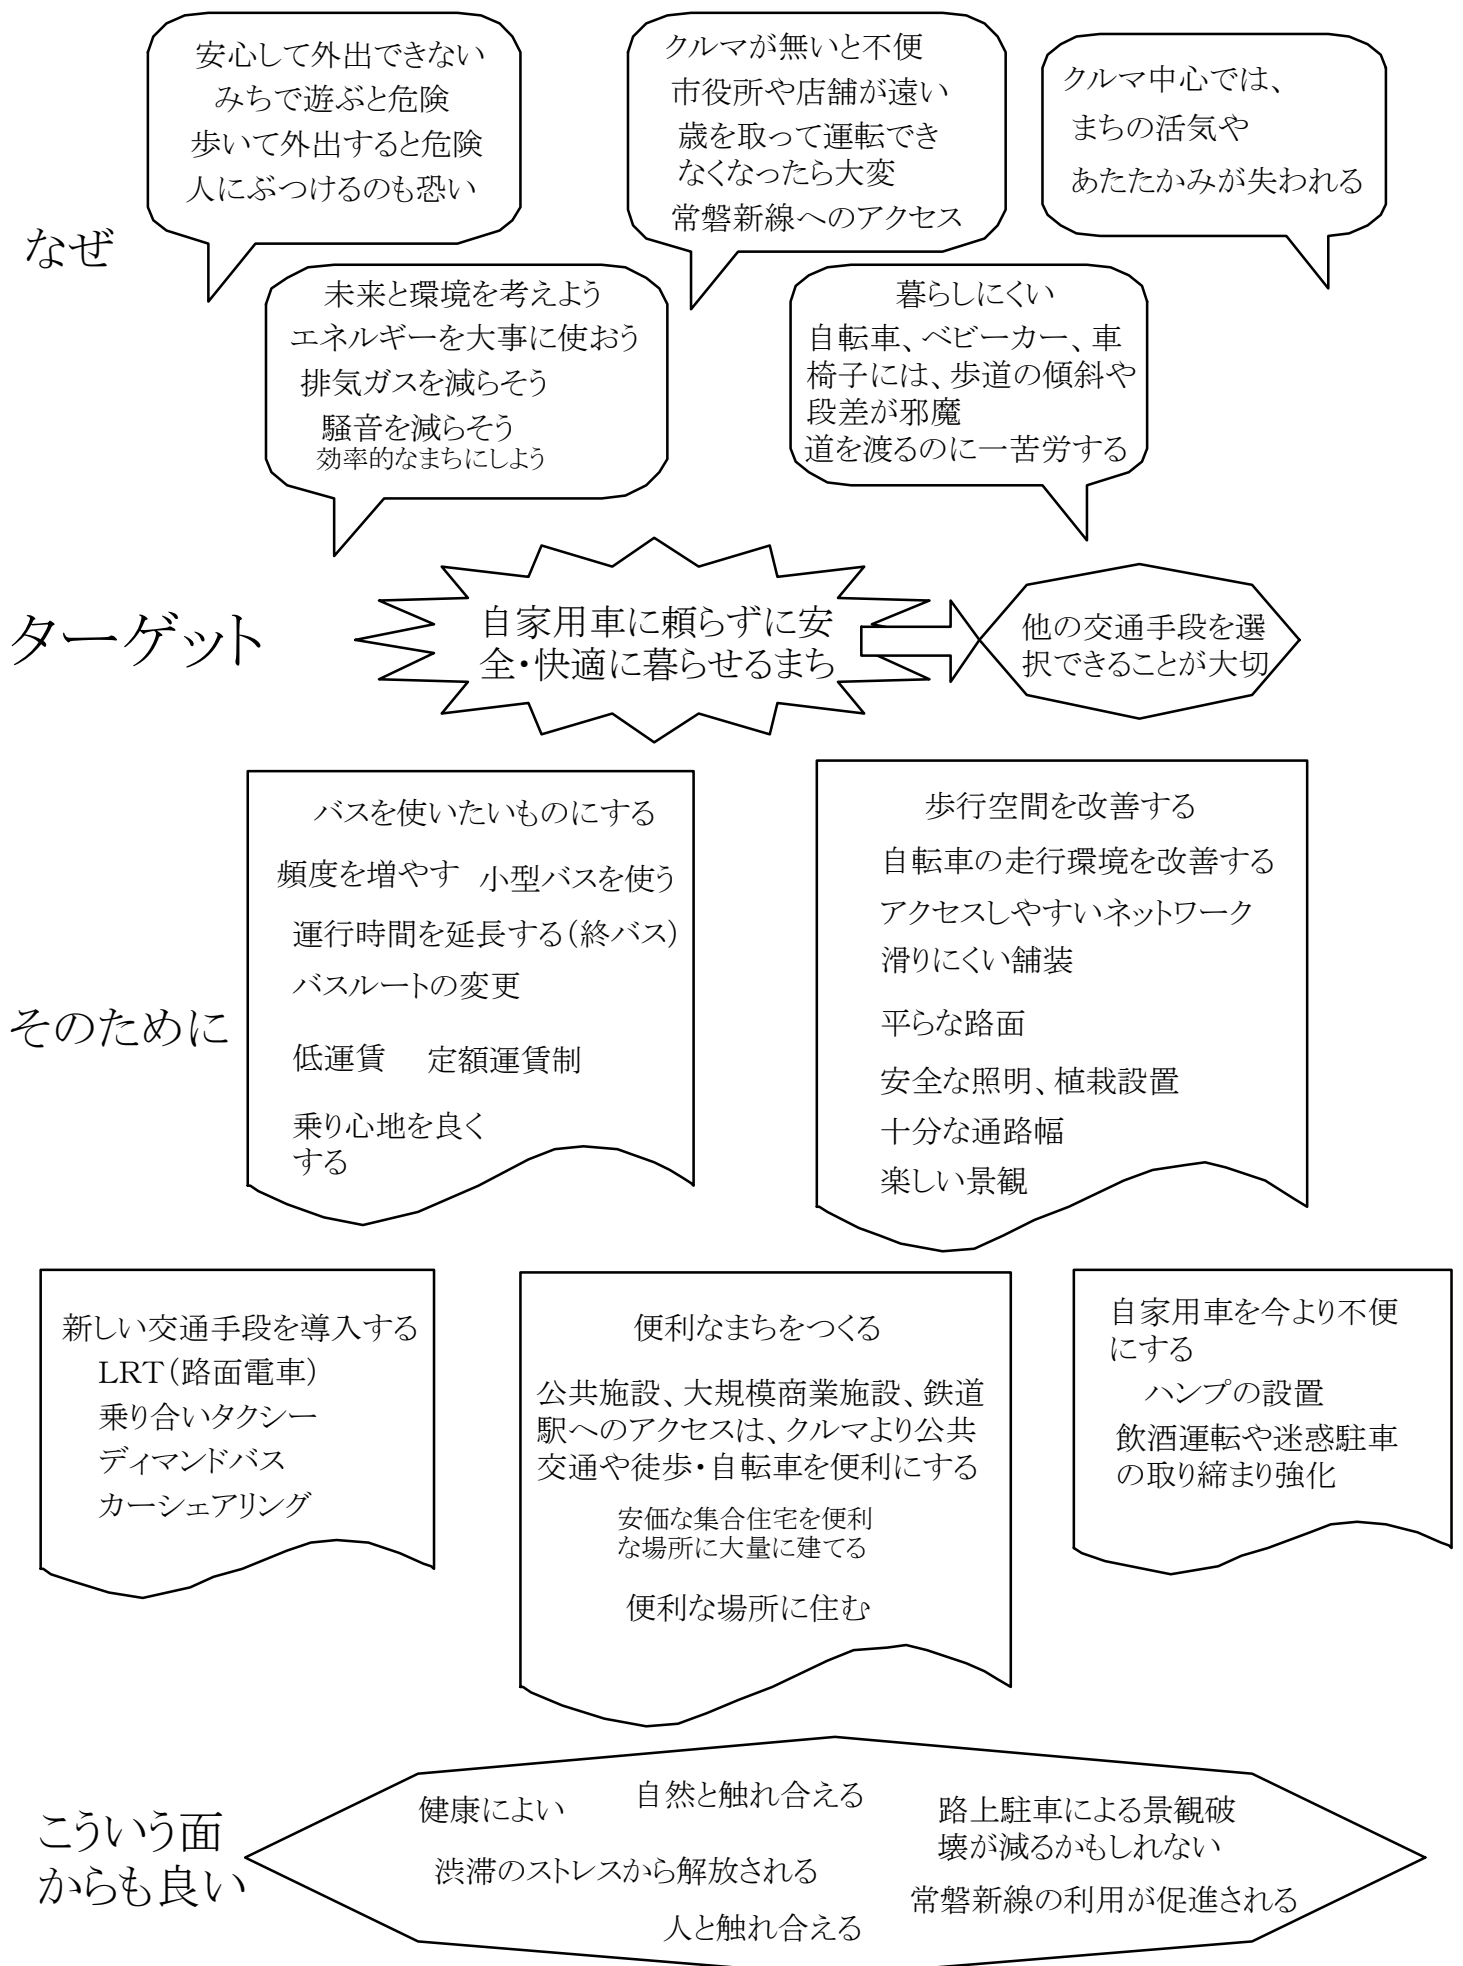 安心して外出できない
みちで遊ぶと危険
歩いて外出すると危険
人にぶつけるのも恐い
クルマが無いと不便
市役所や店舗が遠い
歳を取って運転でき
なくなったら大変
常磐新線へのアクセス
クルマ中心では、
まちの活気や
あたたかみが失われる
なぜ
未来と環境を考えよう
エネルギーを大事に使おう
排気ガスを減らそう
騒音を減らそう
効率的なまちにしよう
暮らしにくい
自転車、ベビーカー、車
椅子には、歩道の傾斜や
段差が邪魔
道を渡るのに一苦労する
ターゲット
自家用車に頼らずに安
全・快適に暮らせるまち
他の交通手段を選
択できることが大切
そのために
バスを使いたいものにする
頻度を増やす 小型バスを使う
運行時間を延長する(終バス)
バスルートの変更
低運賃 定額運賃制
乗り心地を良く
する
歩行空間を改善する
自転車の走行環境を改善する
アクセスしやすいネットワーク
滑りにくい舗装
平らな路面
安全な照明、植栽設置
十分な通路幅
楽しい景観
新しい交通手段を導入する
LRT(路面電車)
乗り合いタクシー
ディマンドバス
カーシェアリング
便利なまちをつくる
公共施設、大規模商業施設、鉄道
駅へのアクセスは、クルマより公共
交通や徒歩・自転車を便利にする
安価な集合住宅を便利
な場所に大量に建てる
便利な場所に住む
自家用車を今より不便
にする
ハンプの設置
飲酒運転や迷惑駐車
の取り締まり強化
こういう面
からも良い
健康によい
自然と触れ合える
渋滞のストレスから解放される
人と触れ合える
路上駐車による景観破
壊が減るかもしれない
常磐新線の利用が促進される